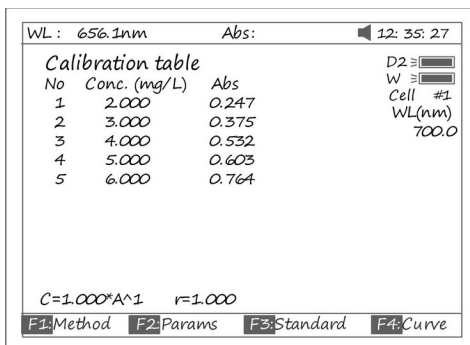 WL: 656.1nm Abs: 12:35:27
Calibration table
D2
No Conc. (mg/L) Abs
W
1 2.000 0.247
Cell #1
2 3.000 0.375
WL(nm)
3 4.000 0.532
700.0
4 5.000 0.603
5 6.000 0.764
C=1.000*A^1 r=1.000
F1:Method F2:Params F3:Standard F4:Curve